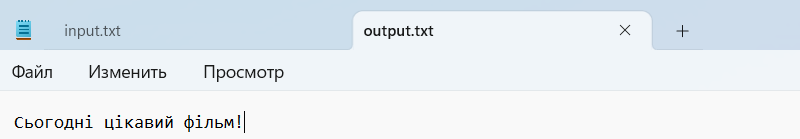 input.txt output.txt
Файл Изменить Просмотр
Сьогодні цікавий фільм!